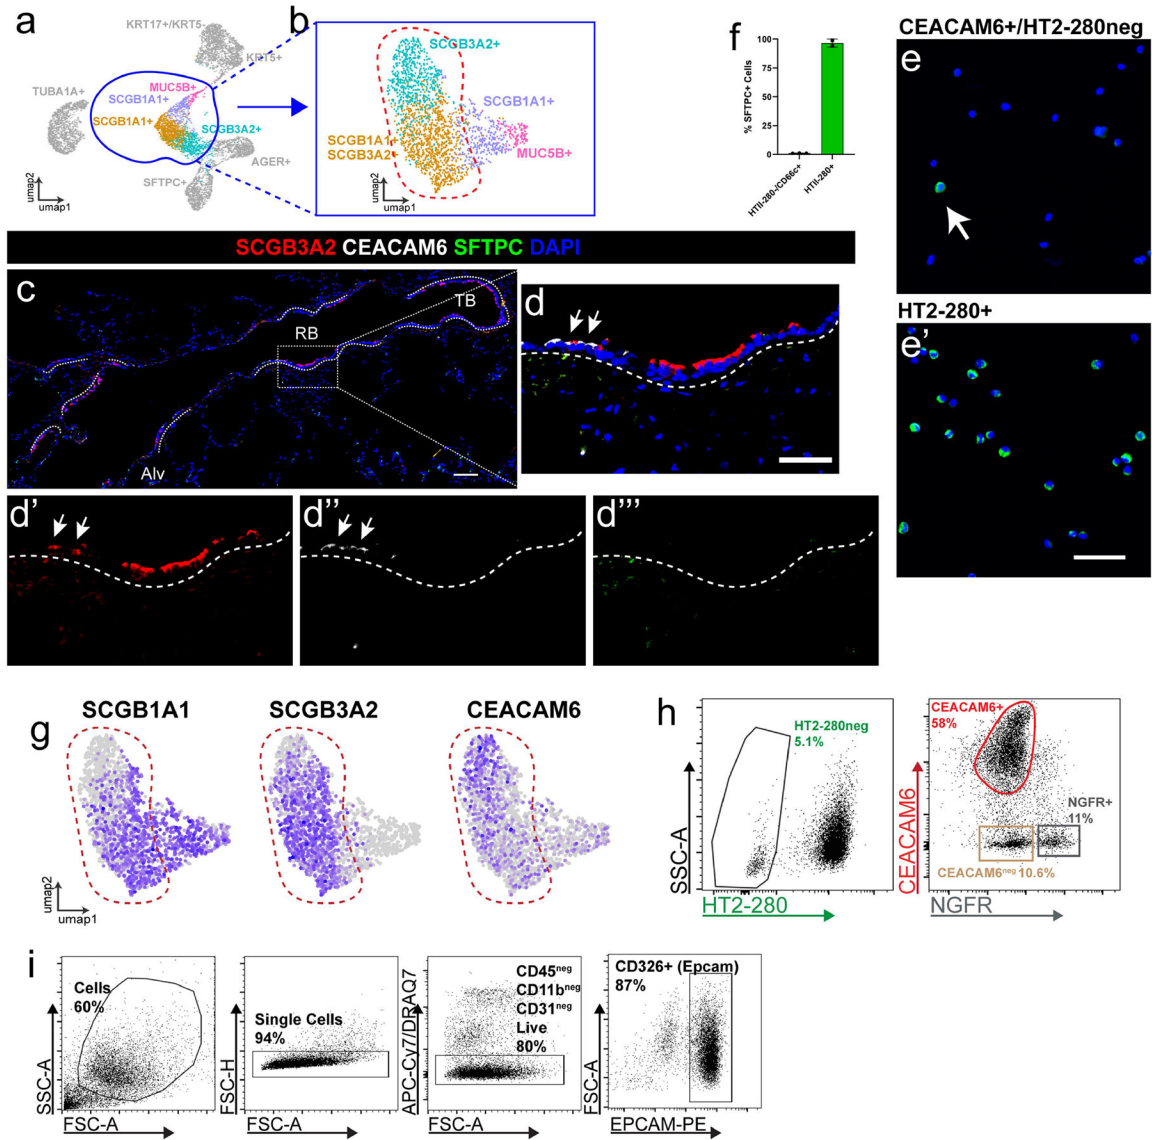 a
KRT17+/KRT5-
KRT5+
TUBA1A+
MUC5B+
SCGB1A1+
SCGB1A1+
SCGB3A2+
AGER+
SFTPC+
umap2
umap1
b
SCGB3A2+
SCGB1A1+
SCGB1A1+
SCGB3A2+
MUC5B+
umap2
umap1
f
% SFTPC+ Cells
100
75
50
25
0
HTII-280-/CD66c+
HTII-280+
CEACAM6+/HT2-280neg
e
HT2-280+
e'
SCGB3A2 CEACAM6 SFTPC DAPI
c
TB
RB
Alv
d
d'
d''
d'''
g
SCGB1A1
SCGB3A2
CEACAM6
umap2
umap1
h
HT2-280neg
5.1%
SSC-A
HT2-280
CEACAM6+
58%
NGFR+
11%
CEACAM6neg 10.6%
CEACAM6
NGFR
i
Cells
60%
SSC-A
FSC-A
Single Cells
94%
FSC-H
FSC-A
CD45neg
CD11bneg
CD31neg
Live
80%
APC-Cy7/DRAQ7
FSC-A
CD326+ (Epcam)
87%
FSC-A
EPCAM-PE